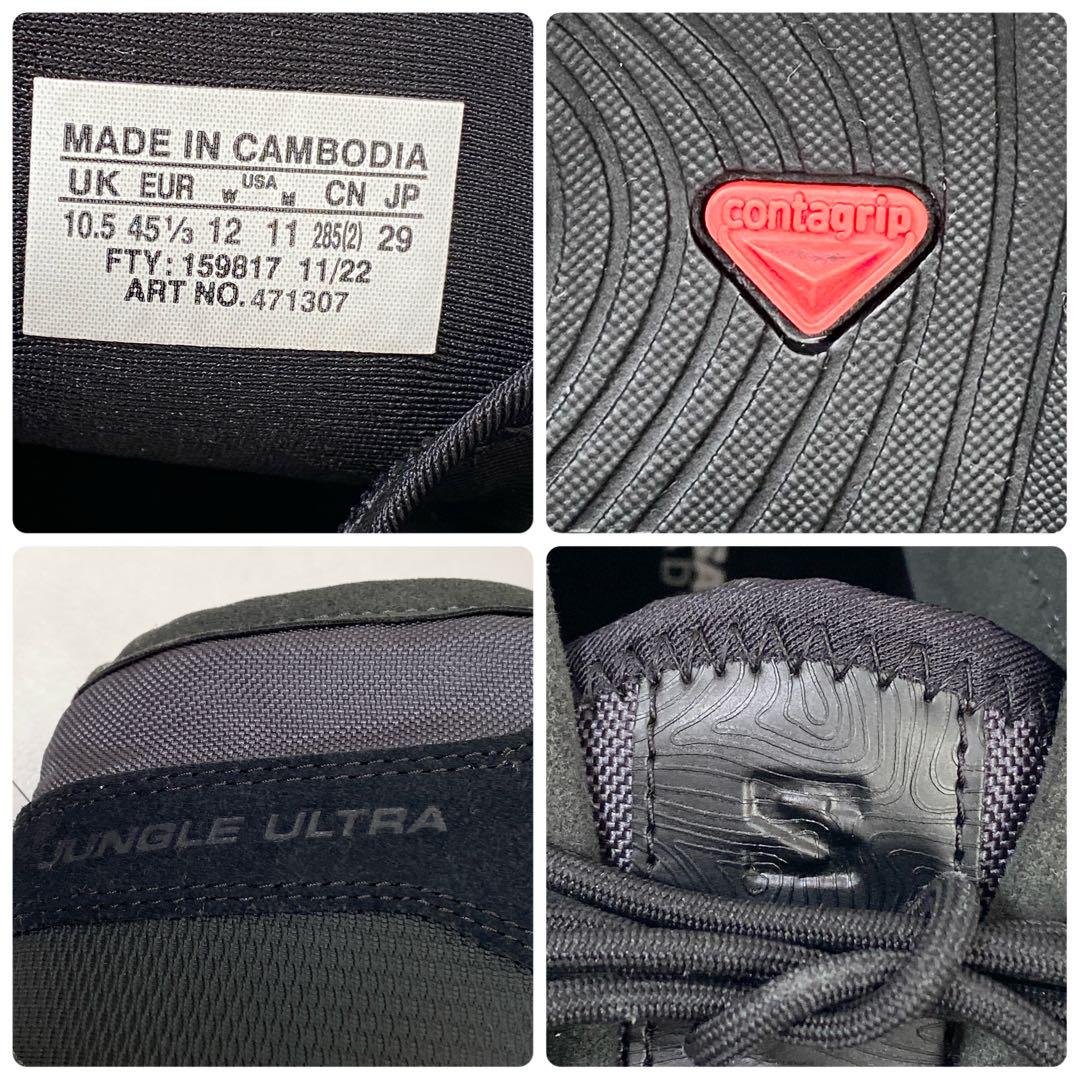 MADE IN CAMBODIA
UK EUR W USA M CN JP
10.5 45⅓ 12 11 285(2) 29
FTY: 159817 11/22
ART NO. 471307
contagrip
JUNGLE ULTRA
S